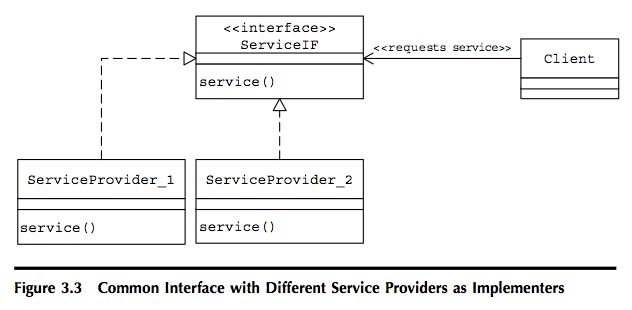 <<interface>>
ServiceIF
service()
<<requests service>>
Client
ServiceProvider_1
service()
ServiceProvider_2
service()
Figure 3.3 Common Interface with Different Service Providers as Implementers